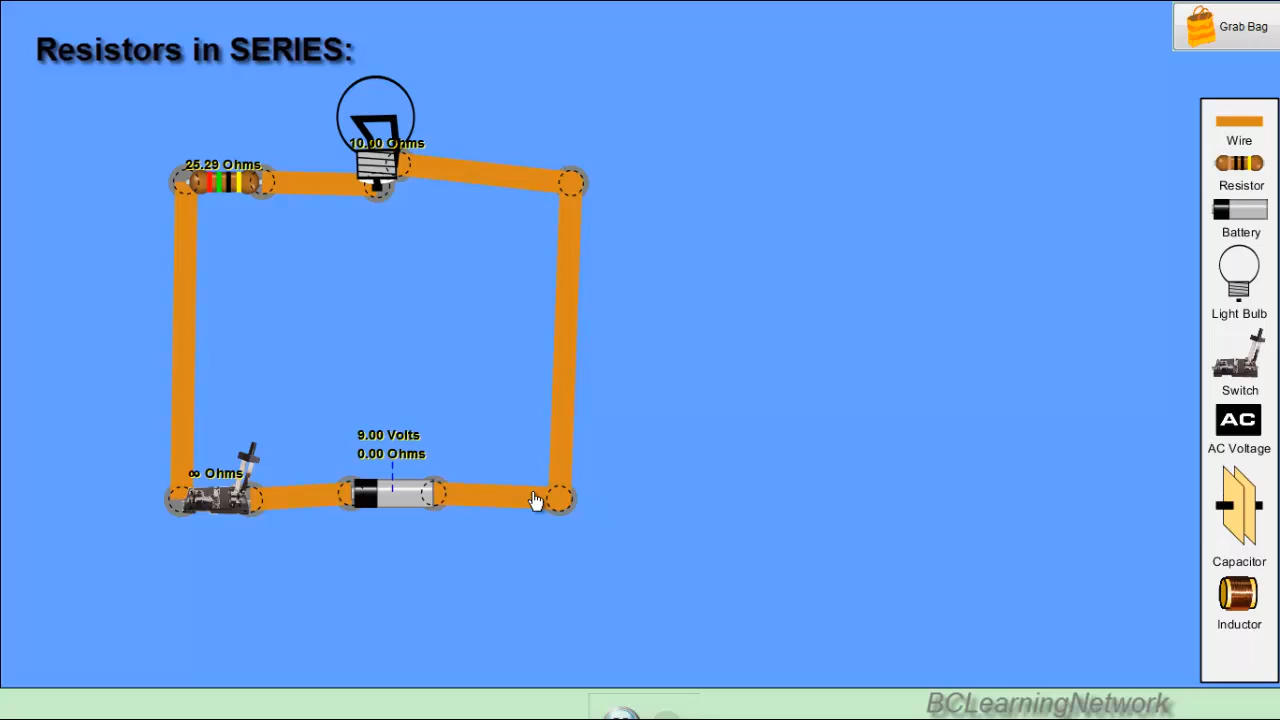 Resistors in SERIES:
Grab Bag
10.00 Ohms
25.29 Ohms
9.00 Volts
0.00 Ohms
∞ Ohms
Wire
Resistor
Battery
Light Bulb
Switch
AC
AC Voltage
Capacitor
Inductor
BCLearningNetwork